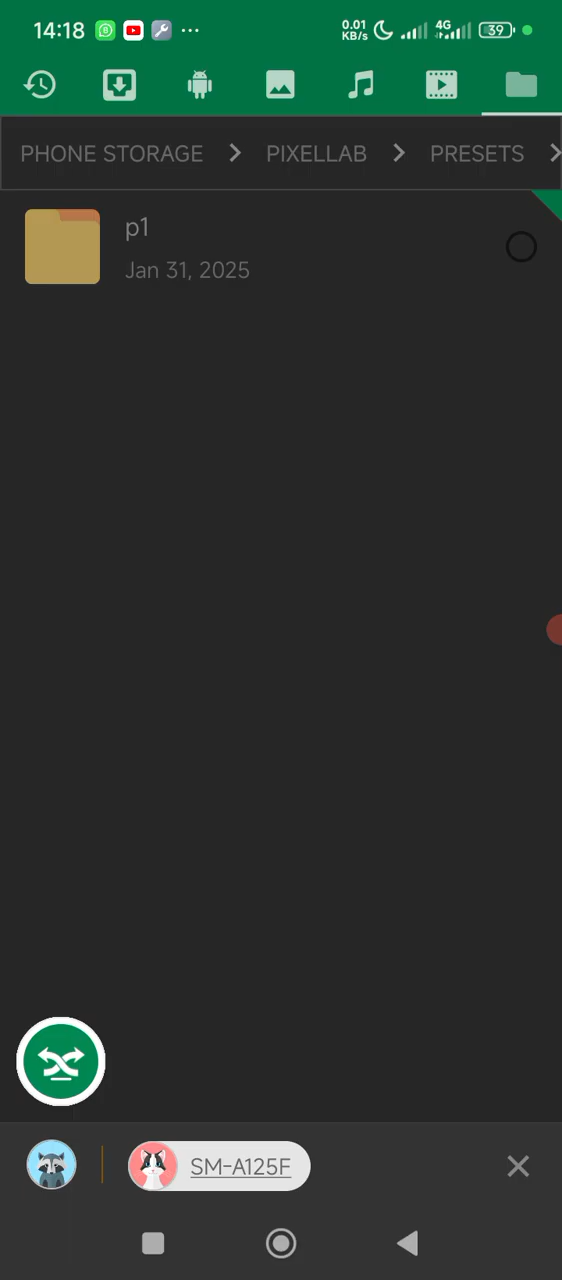 14:18
0.01
KB/s
4G
39
PHONE STORAGE
PIXELLAB
PRESETS
p1
Jan 31, 2025
SM-A125F